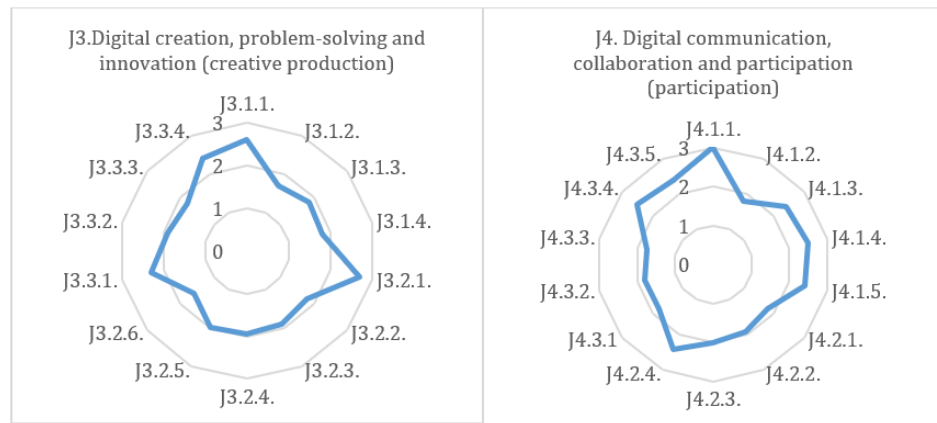 J3.Digital creation, problem-solving and
innovation (creative production)
J3.1.1.
J3.1.2.
J3.1.3.
J3.1.4.
J3.2.1.
J3.2.2.
J3.2.3.
J3.2.4.
J3.2.5.
J3.2.6.
J3.3.1.
J3.3.2.
J3.3.3.
J3.3.4.
3
2
1
0
J4. Digital communication,
collaboration and participation
(participation)
J4.1.1.
J4.1.2.
J4.1.3.
J4.1.4.
J4.1.5.
J4.2.1.
J4.2.2.
J4.2.3.
J4.2.4.
J4.3.1
J4.3.2.
J4.3.3.
J4.3.4.
J4.3.5.
3
2
1
0